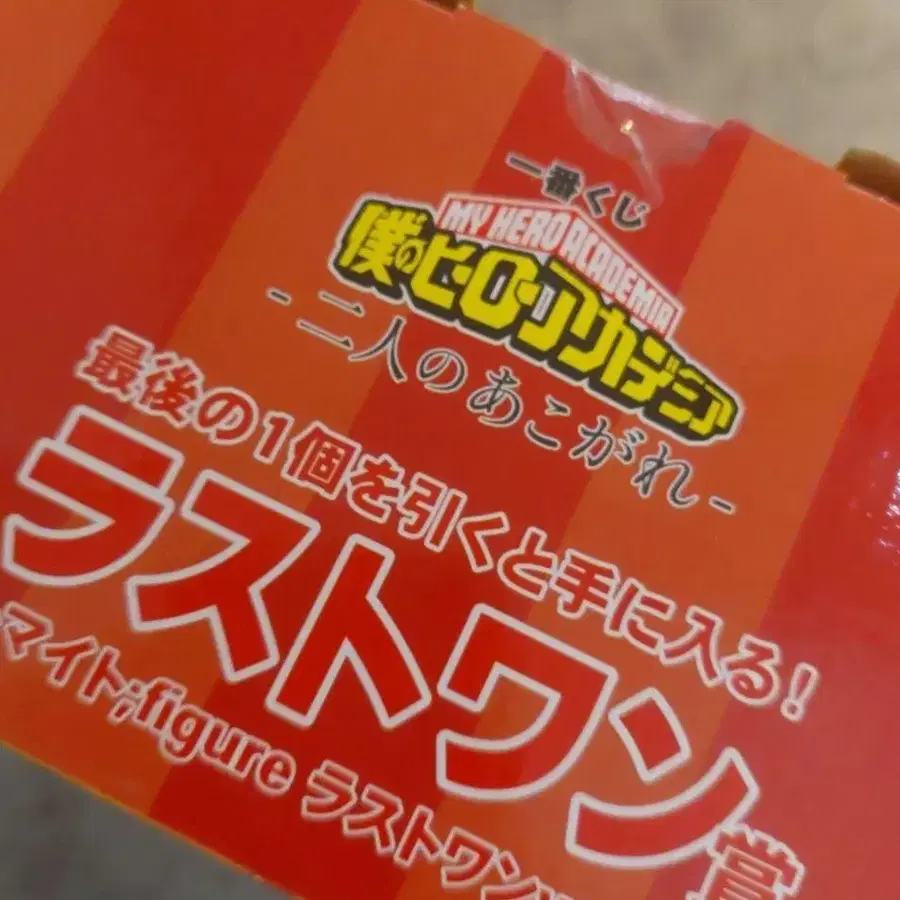 一番くじ
MY HERO ACADEMIA
僕のヒーローアカデミア
-二人のあこがれ-
最後の1個を引くと手に入る!
ラストワン賞
マイト;figure ラストワン